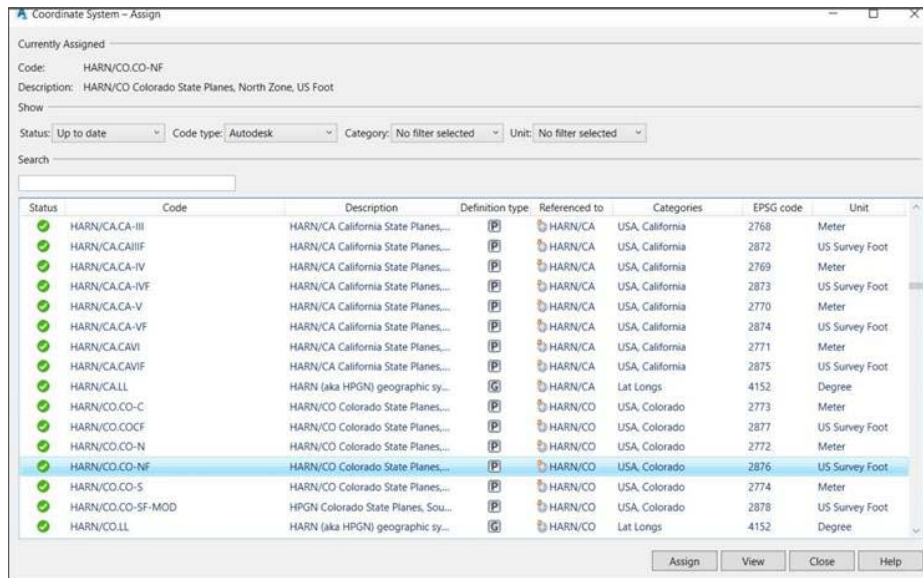 Coordinate System – Assign
Currently Assigned
Code: HARN/CO.CO-NF
Description: HARN/CO Colorado State Planes, North Zone, US Foot
Show
Status: Up to date Code type: Autodesk Category: No filter selected Unit: No filter selected
Search
Status Code Description Definition type Referenced to Categories EPSG code Unit
HARN/CA.CA-III HARN/CA California State Planes,... P HARN/CA USA, California 2768 Meter
HARN/CA.CAIIIF HARN/CA California State Planes,... P HARN/CA USA, California 2872 US Survey Foot
HARN/CA.CA-IV HARN/CA California State Planes,... P HARN/CA USA, California 2769 Meter
HARN/CA.CA-IVF HARN/CA California State Planes,... P HARN/CA USA, California 2873 US Survey Foot
HARN/CA.CA-V HARN/CA California State Planes,... P HARN/CA USA, California 2770 Meter
HARN/CA.CA-VF HARN/CA California State Planes,... P HARN/CA USA, California 2874 US Survey Foot
HARN/CA.CAVI HARN/CA California State Planes,... P HARN/CA USA, California 2771 Meter
HARN/CA.CAVIF HARN/CA California State Planes,... P HARN/CA USA, California 2875 US Survey Foot
HARN/CA.LL HARN (aka HPGN) geographic sy... G HARN/CA Lat Longs 4152 Degree
HARN/CO.CO-C HARN/CO Colorado State Planes,... P HARN/CO USA, Colorado 2773 Meter
HARN/CO.COCF HARN/CO Colorado State Planes,... P HARN/CO USA, Colorado 2877 US Survey Foot
HARN/CO.CO-N HARN/CO Colorado State Planes,... P HARN/CO USA, Colorado 2772 Meter
HARN/CO.CO-NF HARN/CO Colorado State Planes,... P HARN/CO USA, Colorado 2876 US Survey Foot
HARN/CO.CO-S HARN/CO Colorado State Planes,... P HARN/CO USA, Colorado 2774 Meter
HARN/CO.CO-SF-MOD HPGN Colorado State Planes, Sou... P HARN/CO USA, Colorado 2878 US Survey Foot
HARN/CO.LL HARN (aka HPGN) geographic sy... G HARN/CO Lat Longs 4152 Degree
Assign View Close Help